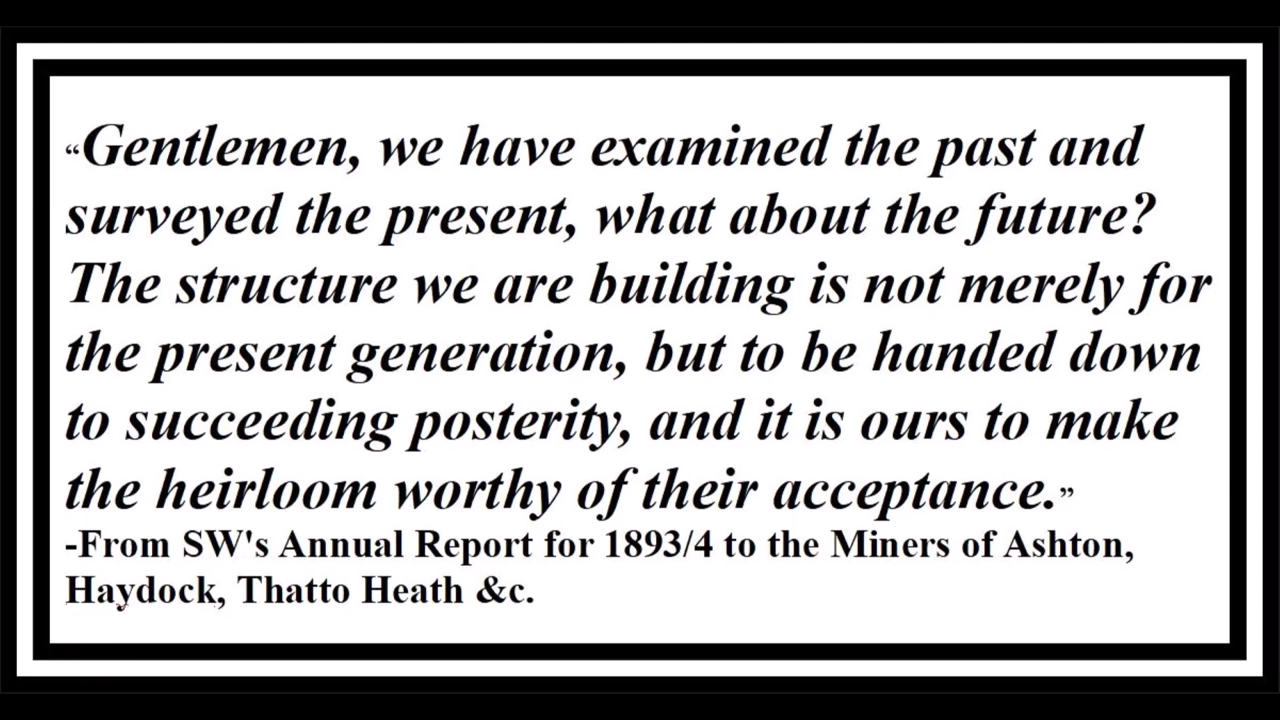 “Gentlemen, we have examined the past and
surveyed the present, what about the future?
The structure we are building is not merely for
the present generation, but to be handed down
to succeeding posterity, and it is ours to make
the heirloom worthy of their acceptance.”
-From SW's Annual Report for 1893/4 to the Miners of Ashton,
Haydock, Thatto Heath &c.